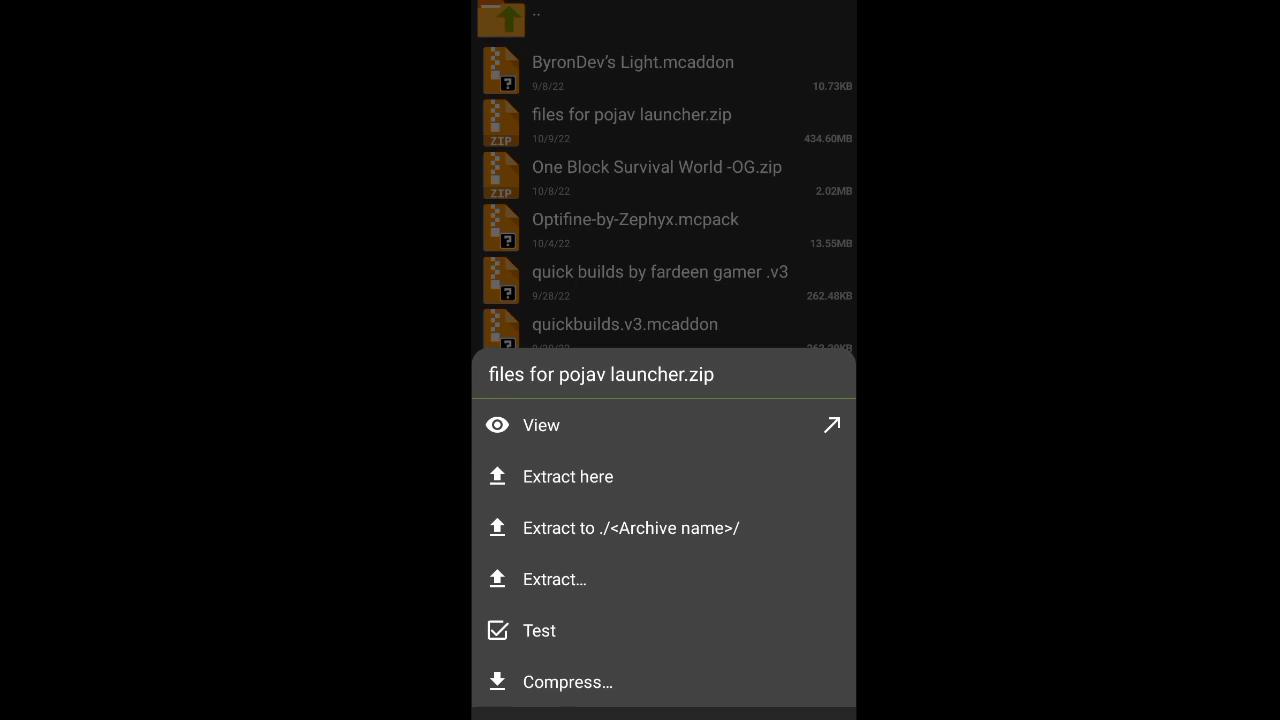 ..
ByronDev’s Light.mcaddon
9/8/22 10.73KB
files for pojav launcher.zip
ZIP 10/9/22 434.60MB
One Block Survival World -OG.zip
ZIP 10/8/22 2.02MB
Optifine-by-Zephyx.mcpack
? 10/4/22 13.55MB
quick builds by fardeen gamer .v3
? 9/28/22 262.48KB
quickbuilds.v3.mcaddon
files for pojav launcher.zip
View
Extract here
Extract to ./<Archive name>/
Extract...
Test
Compress...